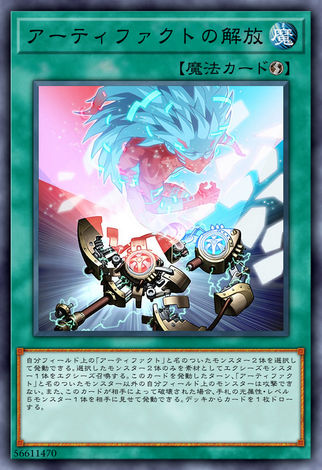 アーティファクトの解放
魔
【魔法カード】
自分フィールド上の「アーティファクト」と名のついたモンスター2体を選択し
て発動できる。選択したモンスター2体のみを素材としてエクシーズモンスタ
ー1体をエクシーズ召喚する。このカードを発動したターン、「アーティファク
ト」と名のついたモンスター以外の自分フィールド上のモンスターは攻撃でき
ない。また、このカードが相手によって破壊された場合、手札の光属性・レベル
5モンスター1体を相手に見せて発動できる。デッキからカードを1枚ドロー
する。
56611470